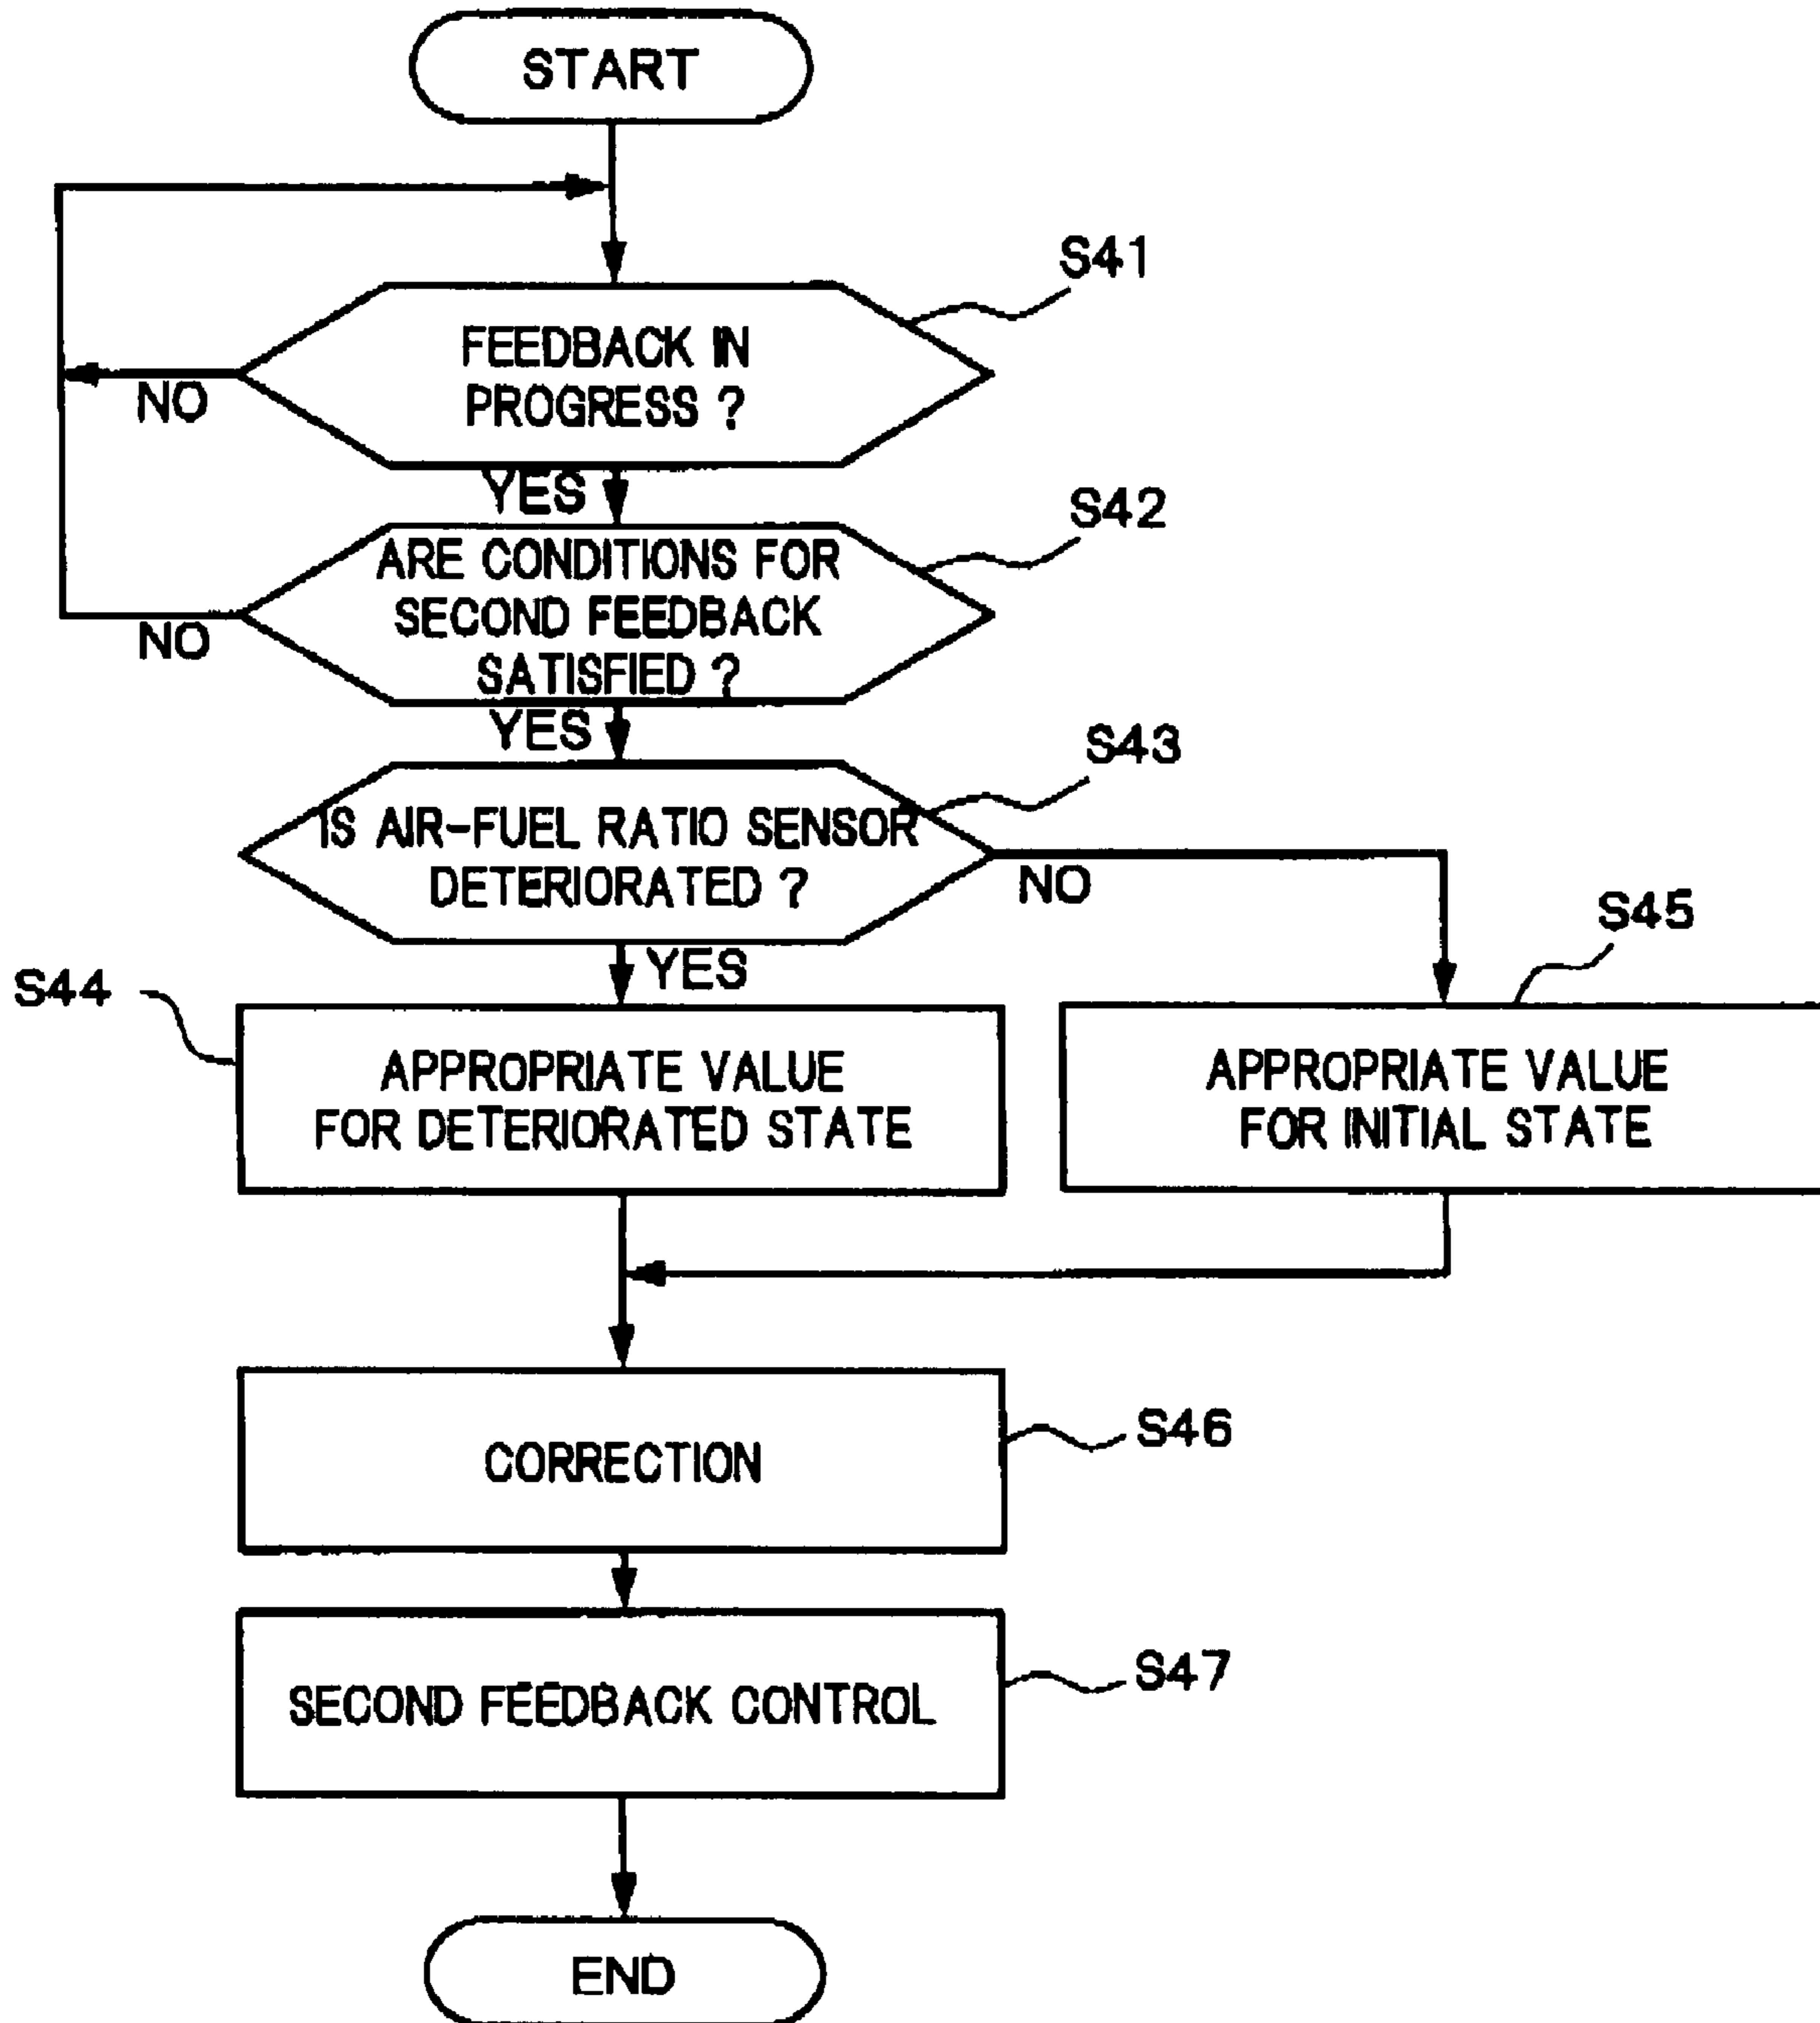 START
S41
FEEDBACK IN
PROGRESS ?
NO
YES
S42
ARE CONDITIONS FOR
SECOND FEEDBACK
SATISFIED ?
NO
YES
S43
IS AIR-FUEL RATIO SENSOR
DETERIORATED ?
NO
YES
S45
S44
APPROPRIATE VALUE
FOR DETERIORATED STATE
APPROPRIATE VALUE
FOR INITIAL STATE
CORRECTION
S46
SECOND FEEDBACK CONTROL
S47
END